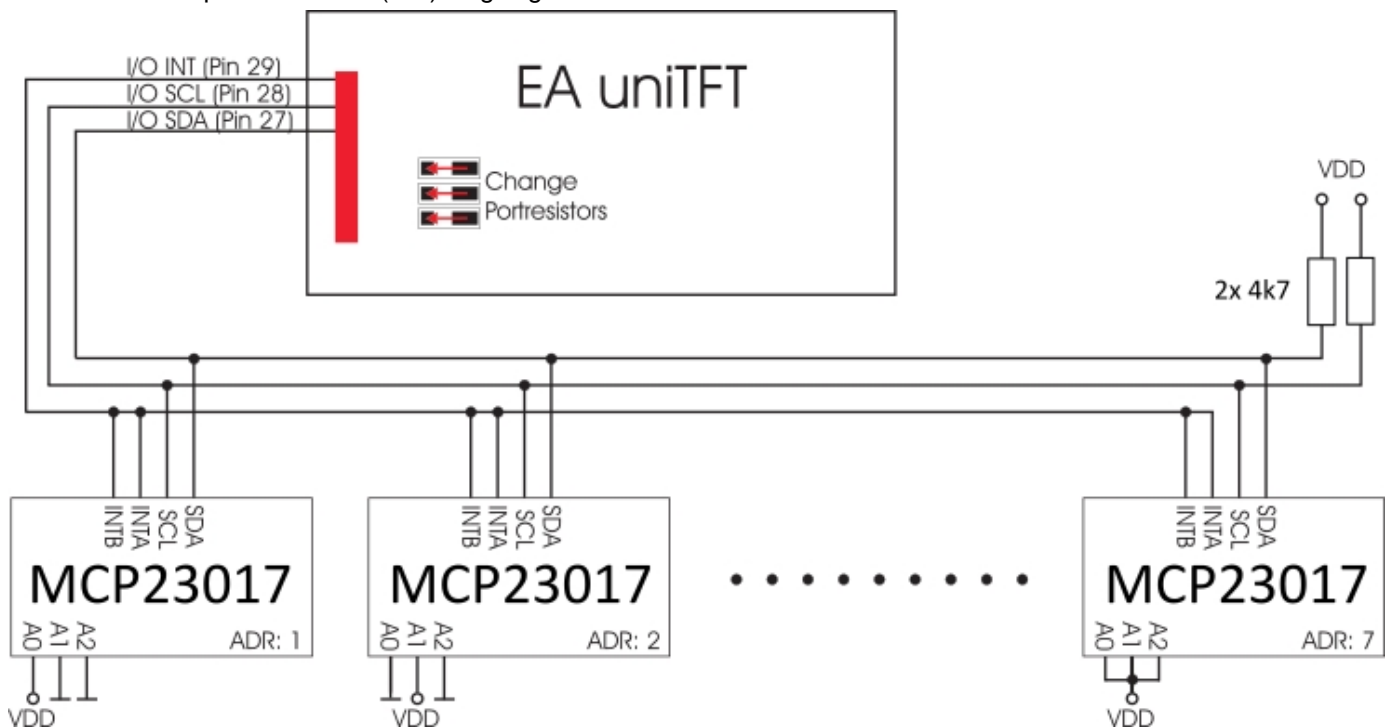 EA uniTFT
I/O INT (Pin 29)
I/O SCL (Pin 28)
I/O SDA (Pin 27)
Change
Portresistors
VDD
2x 4k7
INTB
INTA
SCL
SDA
MCP23017
A0
A1
A2
ADR: 1
VDD
INTB
INTA
SCL
SDA
MCP23017
A0
A1
A2
ADR: 2
VDD
INTB
INTA
SCL
SDA
MCP23017
A0
A1
A2
ADR: 7
VDD